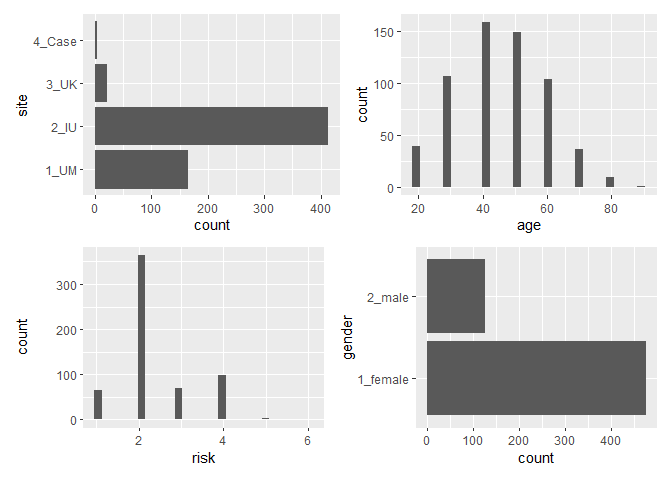 4_Case
3_UK
2_IU
1_UM
site
0 100 200 300 400
count
150
100
50
0
count
20 40 60 80
age
300
200
100
0
count
2 4 6
risk
2_male
1_female
gender
0 100 200 300 400
count